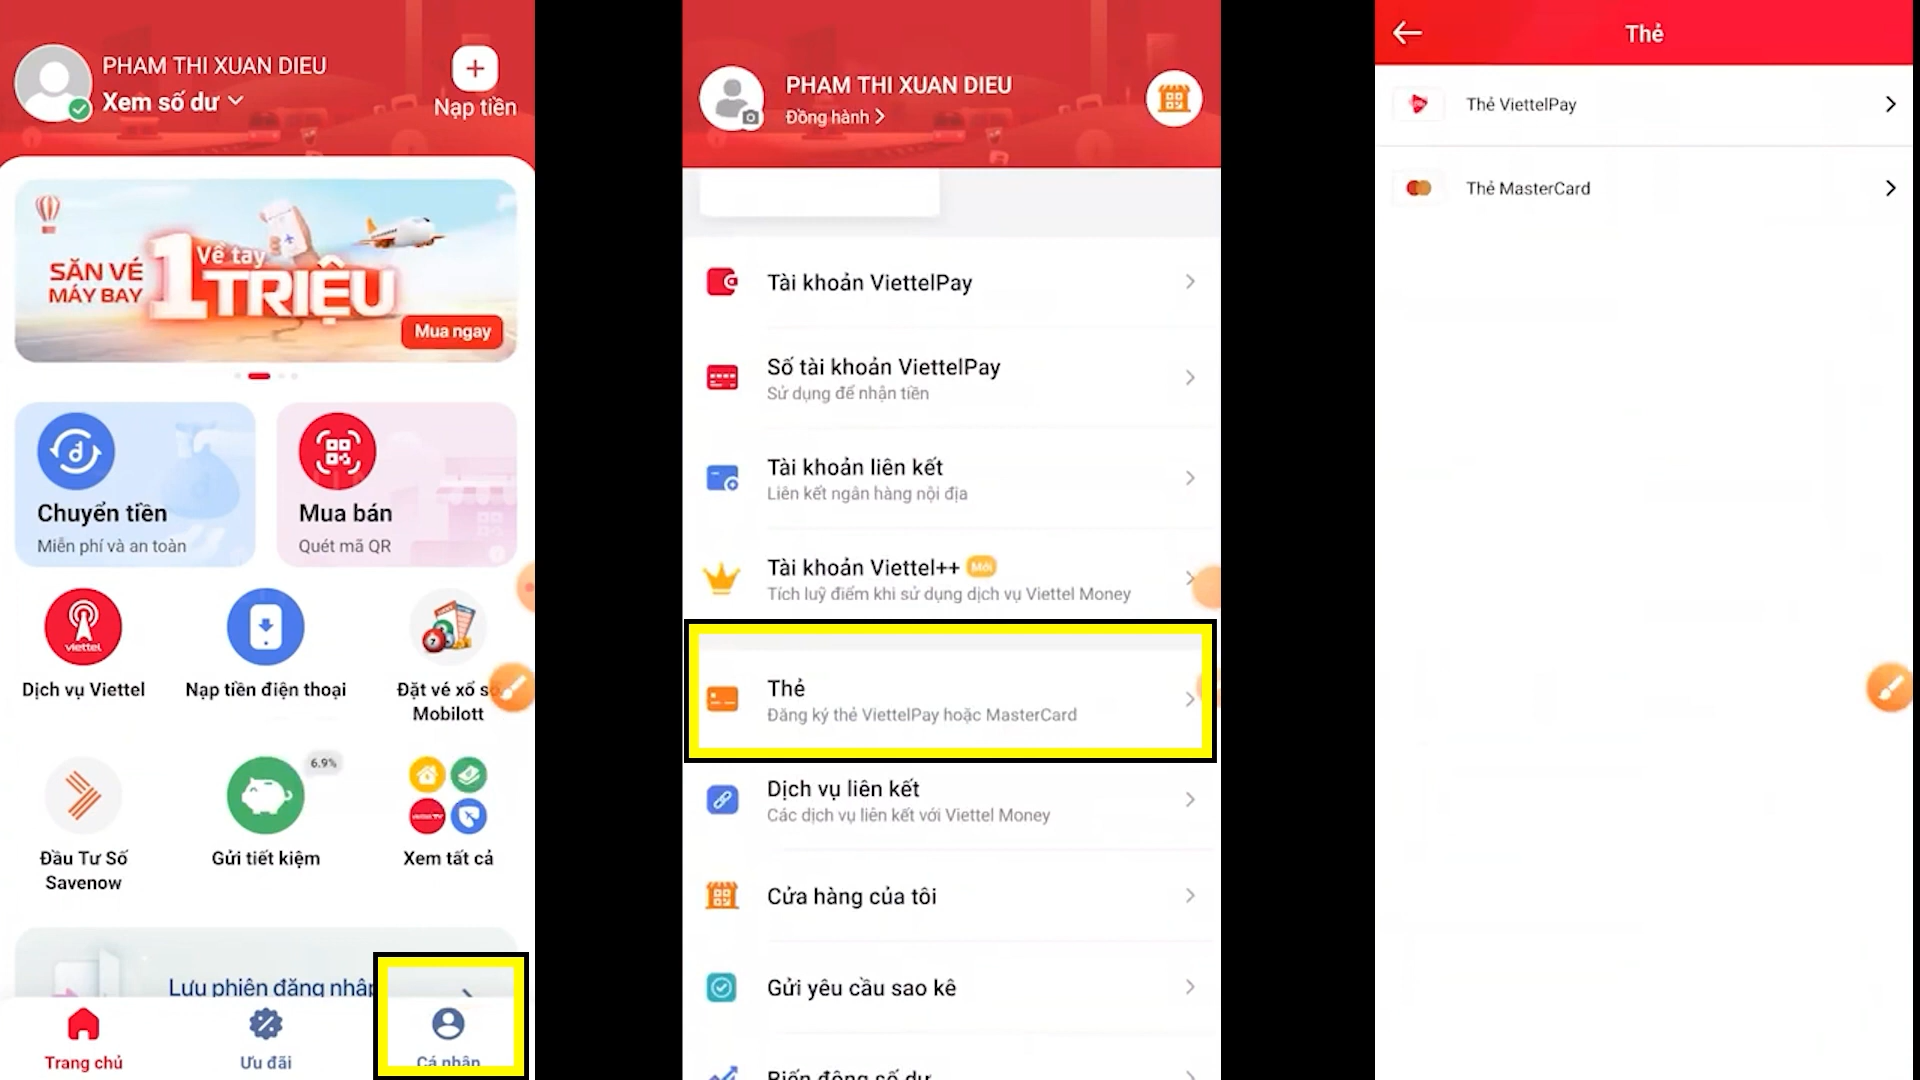 PHAM THI XUAN DIEU
Xem số dư
Nạp tiền
SĂN VÉ
MÁY BAY
Về tay
1 TRIỆU
Mua ngay
Chuyển tiền
Miễn phí và an toàn
Mua bán
Quét mã QR
viettel
Dịch vụ Viettel
Nạp tiền điện thoại
Đặt vé xổ số
Mobilott
6.9%
Đầu Tư Số
Savenow
Gửi tiết kiệm
Xem tất cả
Lưu phiên đăng nhập
Trang chủ
Ưu đãi
Cá nhân
PHAM THI XUAN DIEU
Đồng hành
Tài khoản ViettelPay
Số tài khoản ViettelPay
Sử dụng để nhận tiền
Tài khoản liên kết
Liên kết ngân hàng nội địa
Tài khoản Viettel++ Mới
Tích luỹ điểm khi sử dụng dịch vụ Viettel Money
Thẻ
Đăng ký thẻ ViettelPay hoặc MasterCard
Dịch vụ liên kết
Các dịch vụ liên kết với Viettel Money
Cửa hàng của tôi
Gửi yêu cầu sao kê
Biến động số dư
Thẻ
Thẻ ViettelPay
Thẻ MasterCard